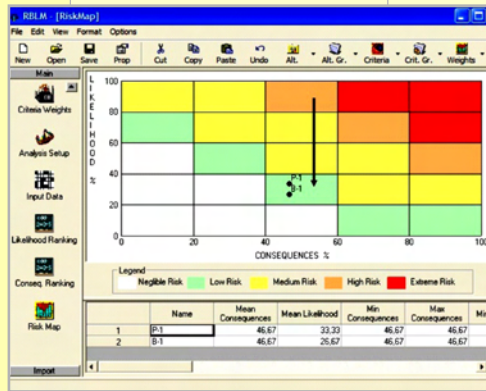 RBLM - [RiskMap]
File Edit View Format Options
New Open Save Prop Cut Copy Paste Undo Alt. Alt. Gr. Criteria Crit. Gr. Weights
Main
Criteria Weights
Analysis Setup
Input Data
Likelihood Ranking
Conseq. Ranking
Risk Map
Import
LIKELIHOOD %
100
80
60
40
20
0
P-1
B-1
0 20 40 60 80 100
CONSEQUENCES %
Legend
Neglible Risk Low Risk Medium Risk High Risk Extreme Risk
Name Mean Consequences Mean Likelihood Min Consequences Max Consequences
1 P-1 46,67 33,33 46,67 46,67
2 B-1 46,67 26,67 46,67 46,67